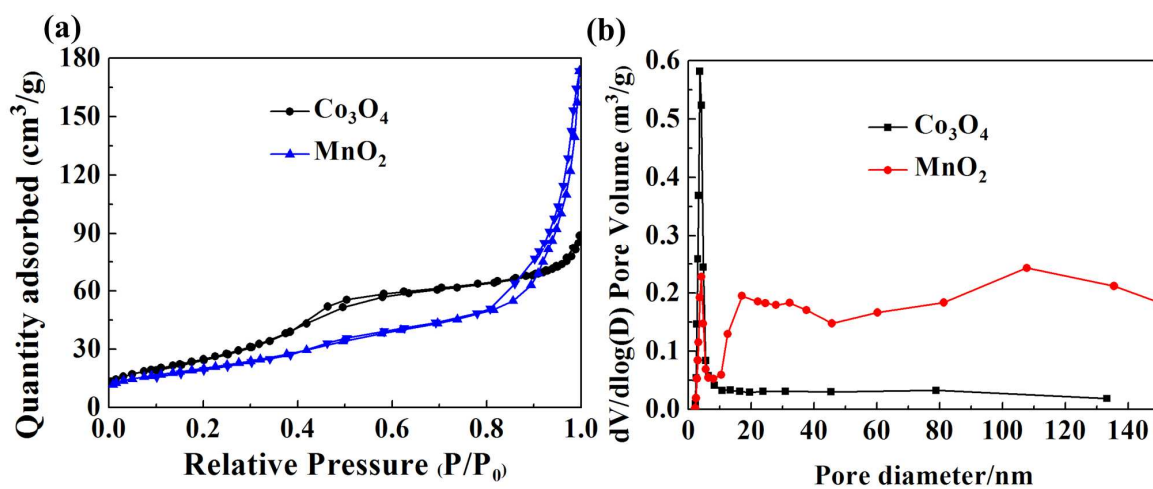 (a)
Quantity adsorbed (cm³/g)
180
150
120
90
60
30
0
Co₃O₄
MnO₂
0.0 0.2 0.4 0.6 0.8 1.0
Relative Pressure (P/P₀)
(b)
dV/dlog(D) Pore Volume (m³/g)
0.6
0.5
0.4
0.3
0.2
0.1
0.0
Co₃O₄
MnO₂
0 20 40 60 80 100 120 140
Pore diameter/nm